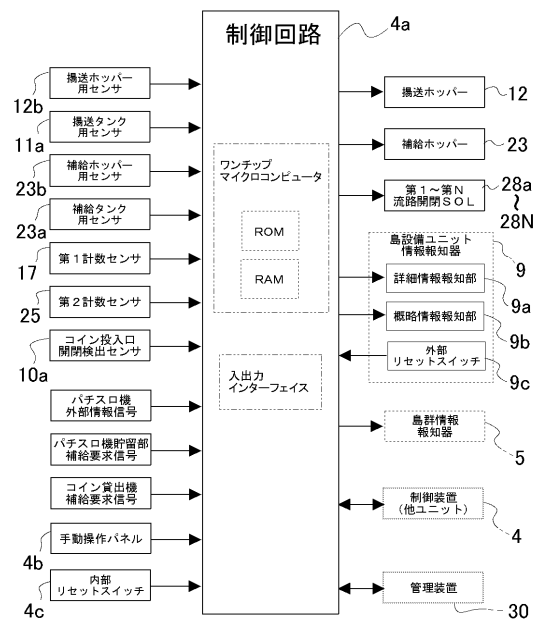 制御回路
4a
揚送ホッパー
用センサ
12b
揚送タンク
用センサ
11a
補給ホッパー
用センサ
23b
補給タンク
用センサ
23a
第1計数センサ
17
第2計数センサ
25
コイン投入口
開閉検出センサ
10a
パチスロ機
外部情報信号
パチスロ機貯留部
補給要求信号
コイン貸出機
補給要求信号
手動操作パネル
4b
内部
リセットスイッチ
4c
ワンチップ
マイクロコンピュータ
ROM
RAM
入出力
インターフェイス
揚送ホッパー
12
補給ホッパー
23
第1~第N
流路開閉SOL
28a
~
28N
島設備ユニット
情報報知器
9
詳細情報報知部
9a
概略情報報知部
9b
外部
リセットスイッチ
9c
島群情報
報知器
5
制御装置
(他ユニット)
4
管理装置
30